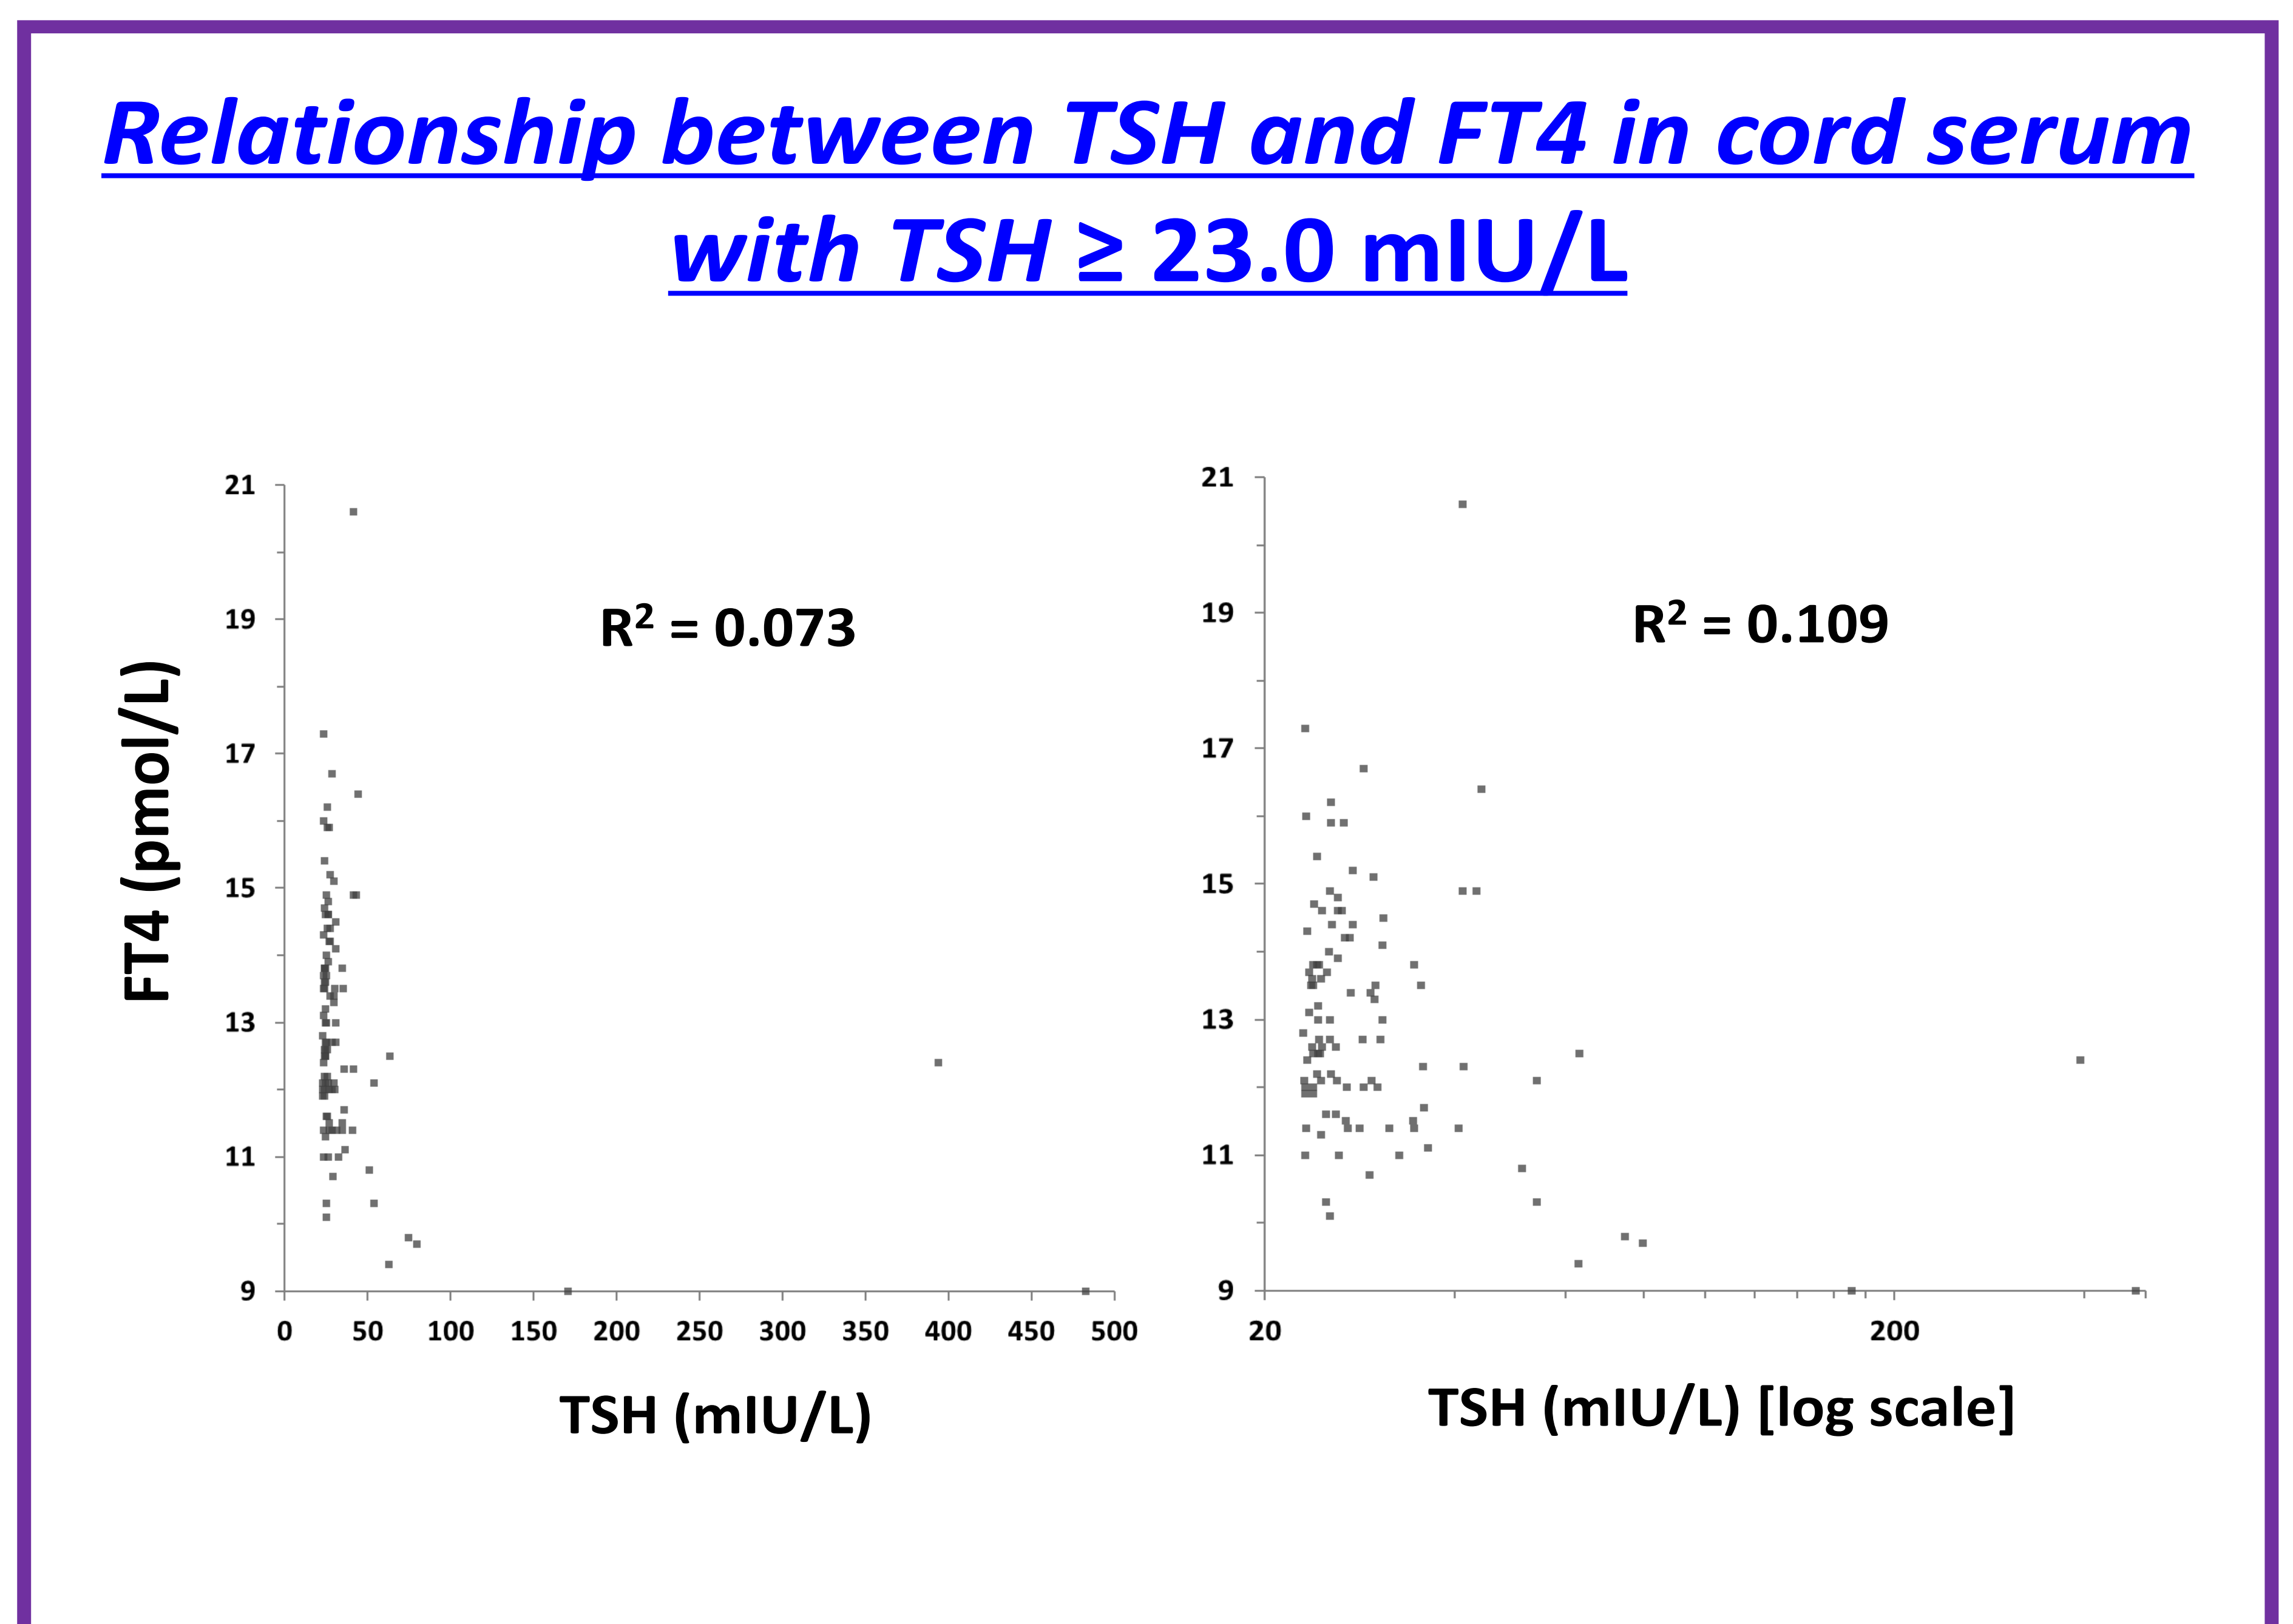 Relationship between TSH and FT4 in cord serum
with TSH ≥ 23.0 mIU/L
FT4 (pmol/L)
21
19
17
15
13
11
9
R² = 0.073
0 50 100 150 200 250 300 350 400 450 500
TSH (mIU/L)
21
19
17
15
13
11
9
R² = 0.109
20 200
TSH (mIU/L) [log scale]